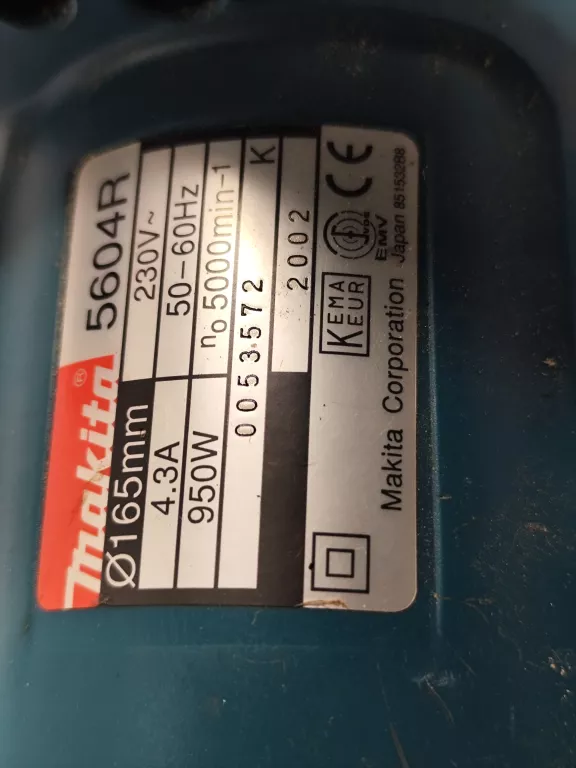 makita® 5604R
Ø165mm 230V~
4.3A 50-60Hz
950W n₀ 5000min-1
0053572 K
2002
KEMA KEUR EMV CE
Makita Corporation Japan 851532B8